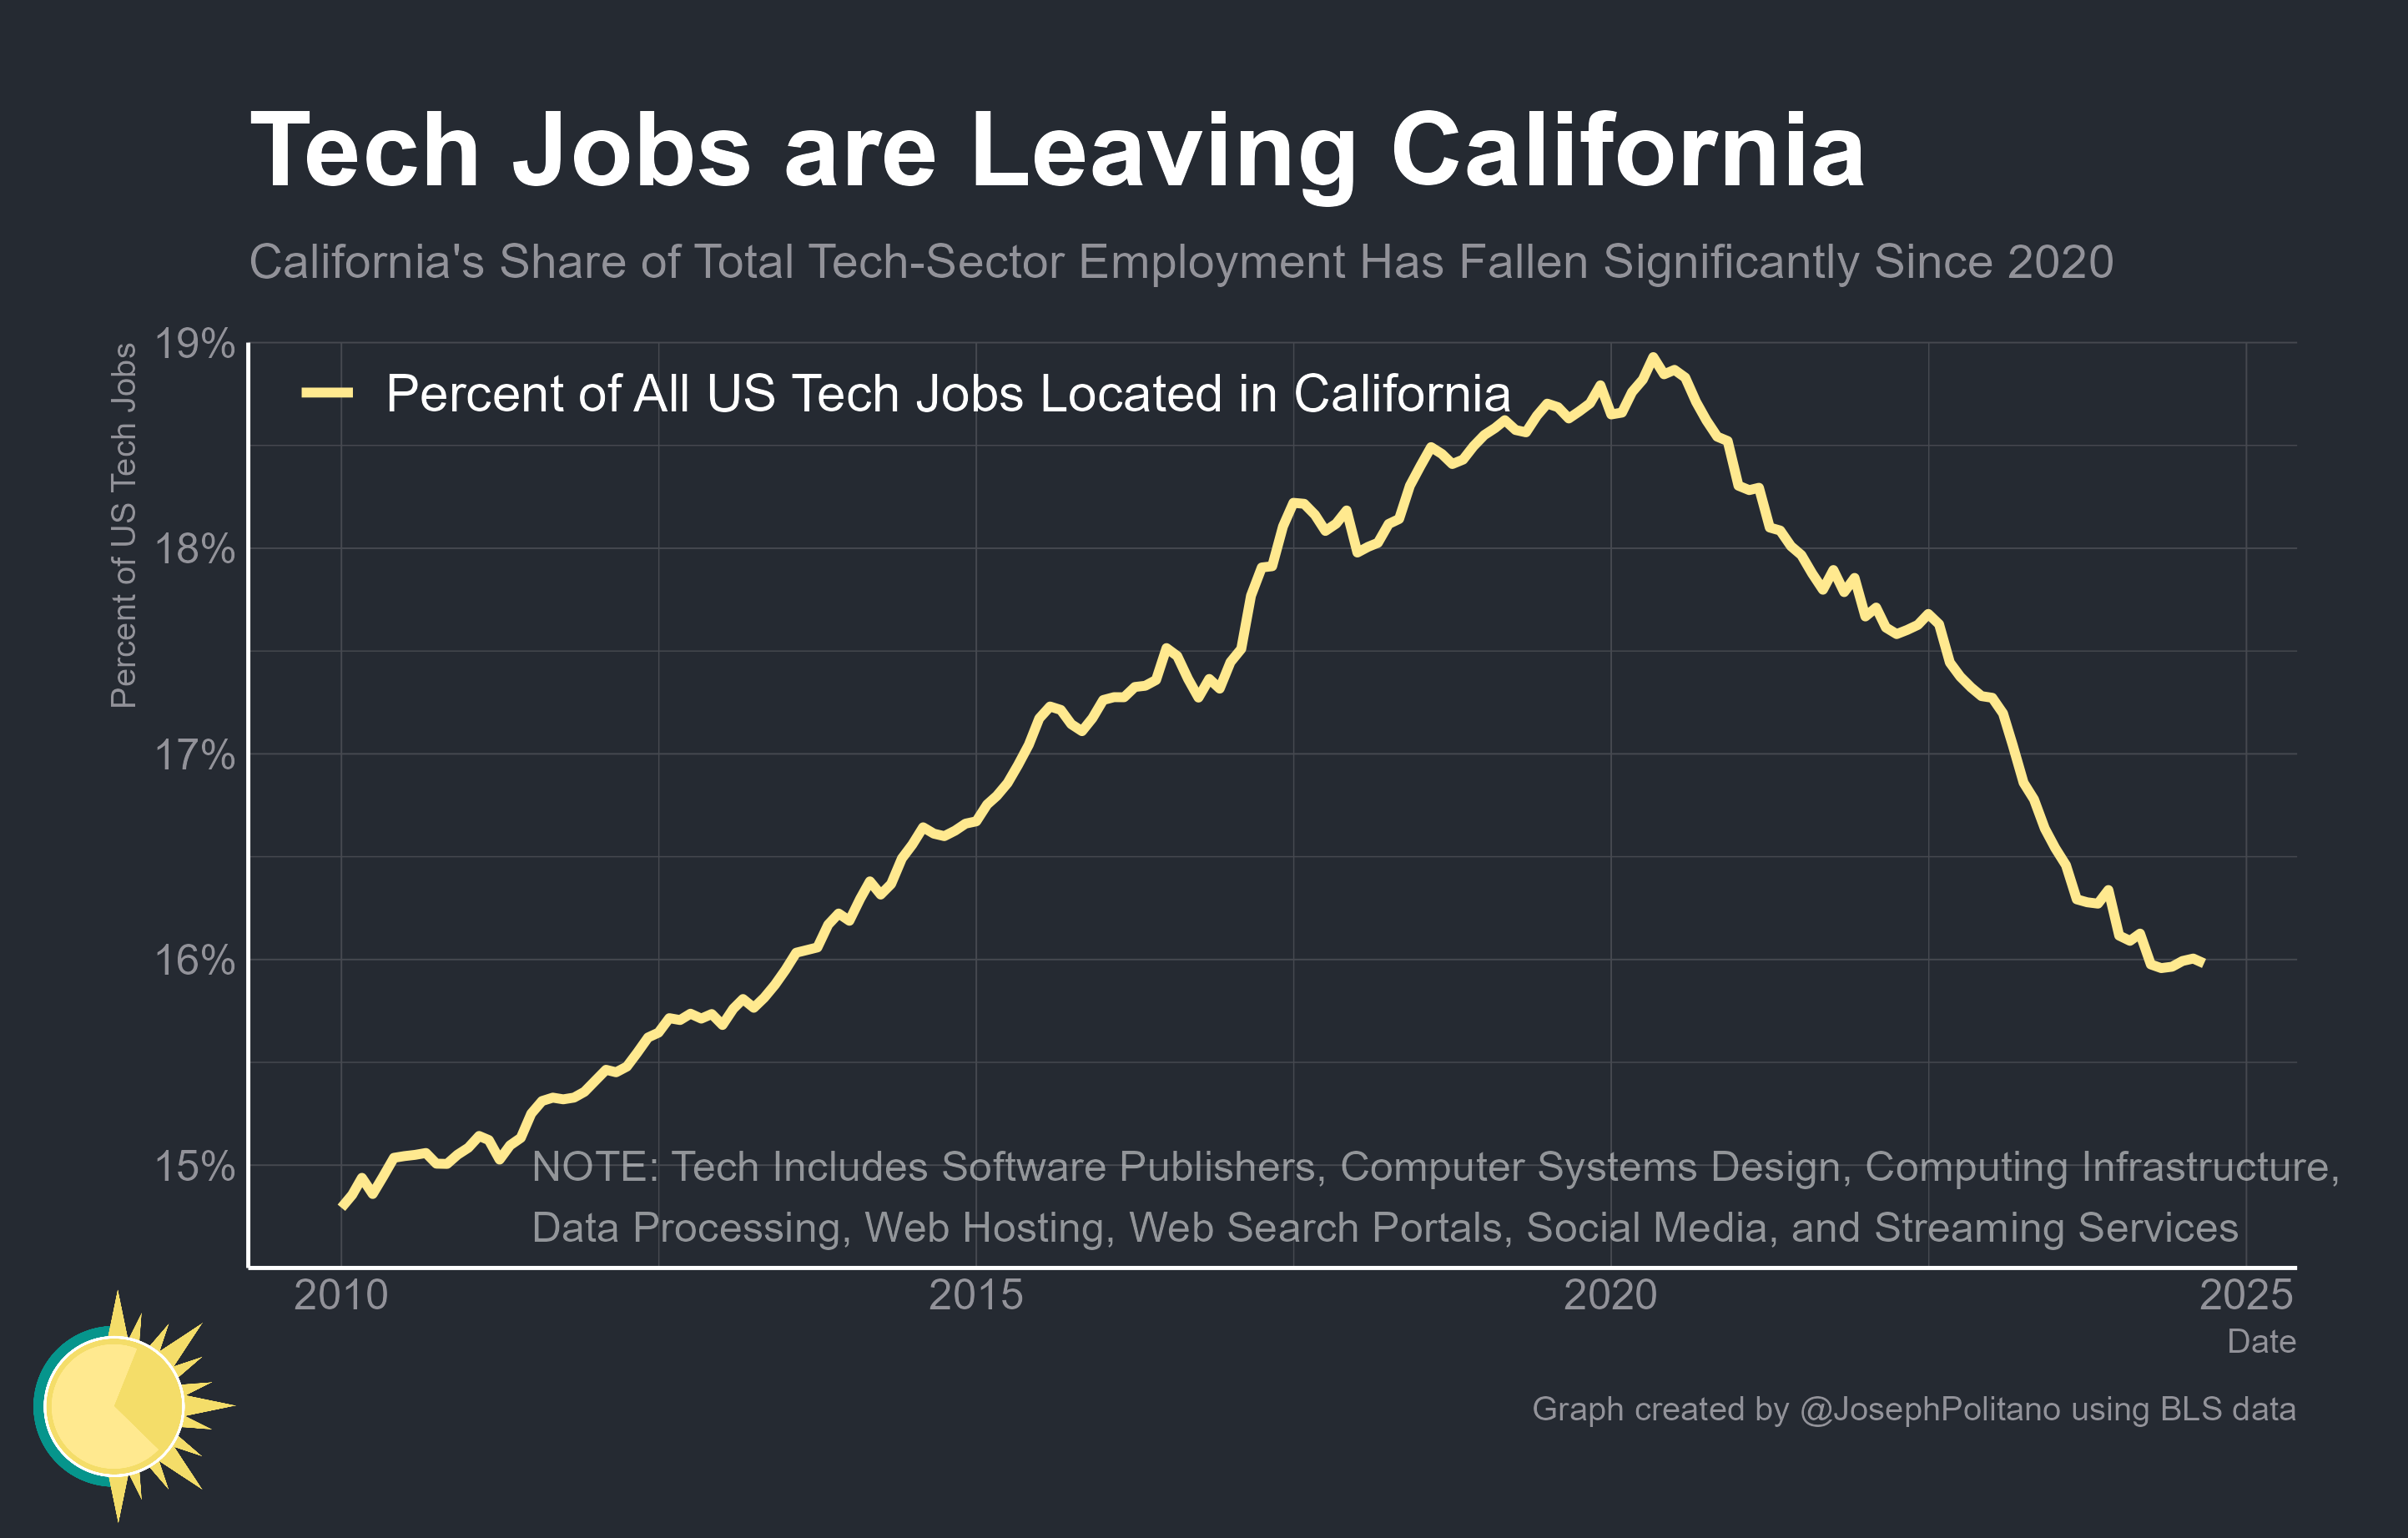 Tech Jobs are Leaving California
California's Share of Total Tech-Sector Employment Has Fallen Significantly Since 2020
Percent of US Tech Jobs
19%
18%
17%
16%
15%
Percent of All US Tech Jobs Located in California
NOTE: Tech Includes Software Publishers, Computer Systems Design, Computing Infrastructure,
Data Processing, Web Hosting, Web Search Portals, Social Media, and Streaming Services
2010 2015 2020 2025
Date
Graph created by @JosephPolitano using BLS data